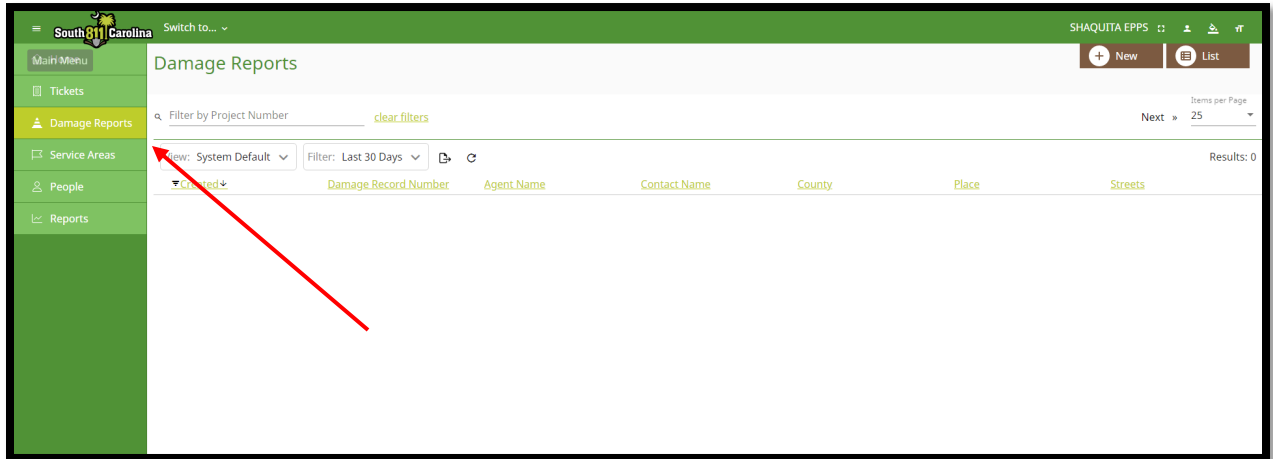 South 811 Carolina
Switch to...
SHAQUITA EPPS
Main Menu
Damage Reports
New
List
Tickets
Damage Reports
Service Areas
People
Reports
Filter by Project Number
clear filters
Next »
Items per Page
25
View: System Default
Filter: Last 30 Days
Results: 0
Created
Damage Record Number
Agent Name
Contact Name
County
Place
Streets